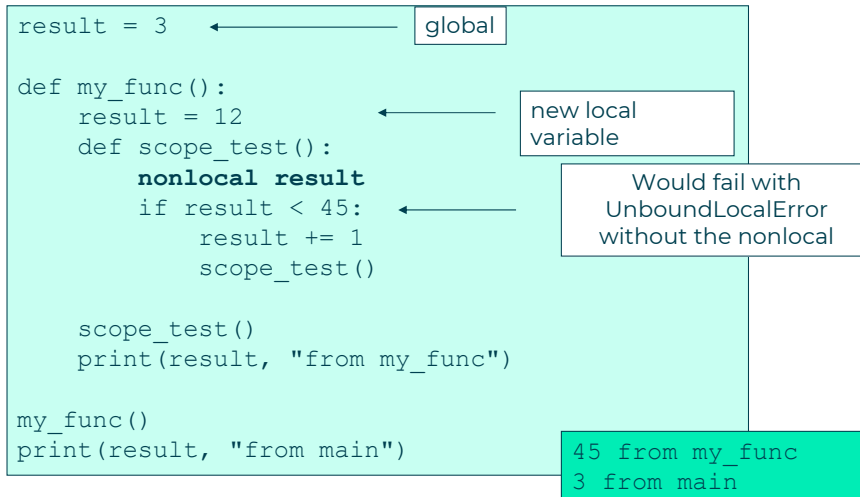 result = 3
global
def my_func():
    result = 12
new local
variable
    def scope_test():
        nonlocal result
        if result < 45:
            result += 1
            scope_test()
Would fail with
UnboundLocalError
without the nonlocal
    scope_test()
    print(result, "from my_func")
my_func()
print(result, "from main")
45 from my_func
3 from main